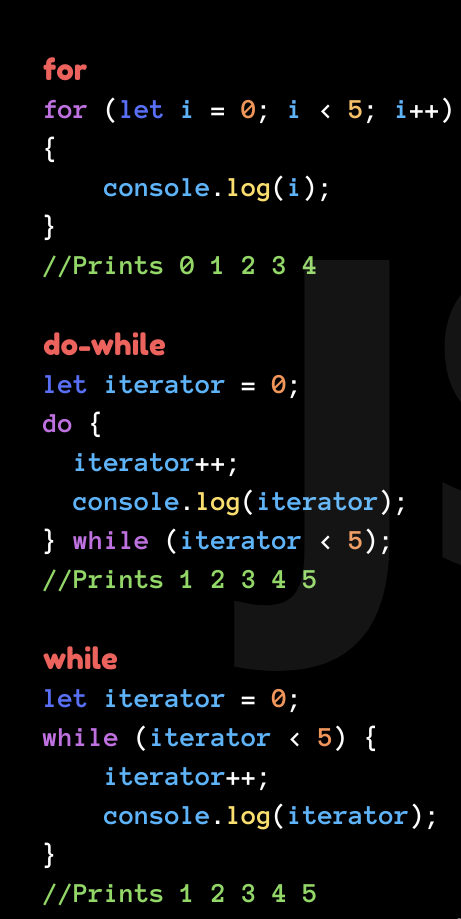 for
for (let i = 0; i < 5; i++)
{
    console.log(i);
}
//Prints 0 1 2 3 4
do-while
let iterator = 0;
do {
  iterator++;
  console.log(iterator);
} while (iterator < 5);
//Prints 1 2 3 4 5
while
let iterator = 0;
while (iterator < 5) {
    iterator++;
    console.log(iterator);
}
//Prints 1 2 3 4 5
JS